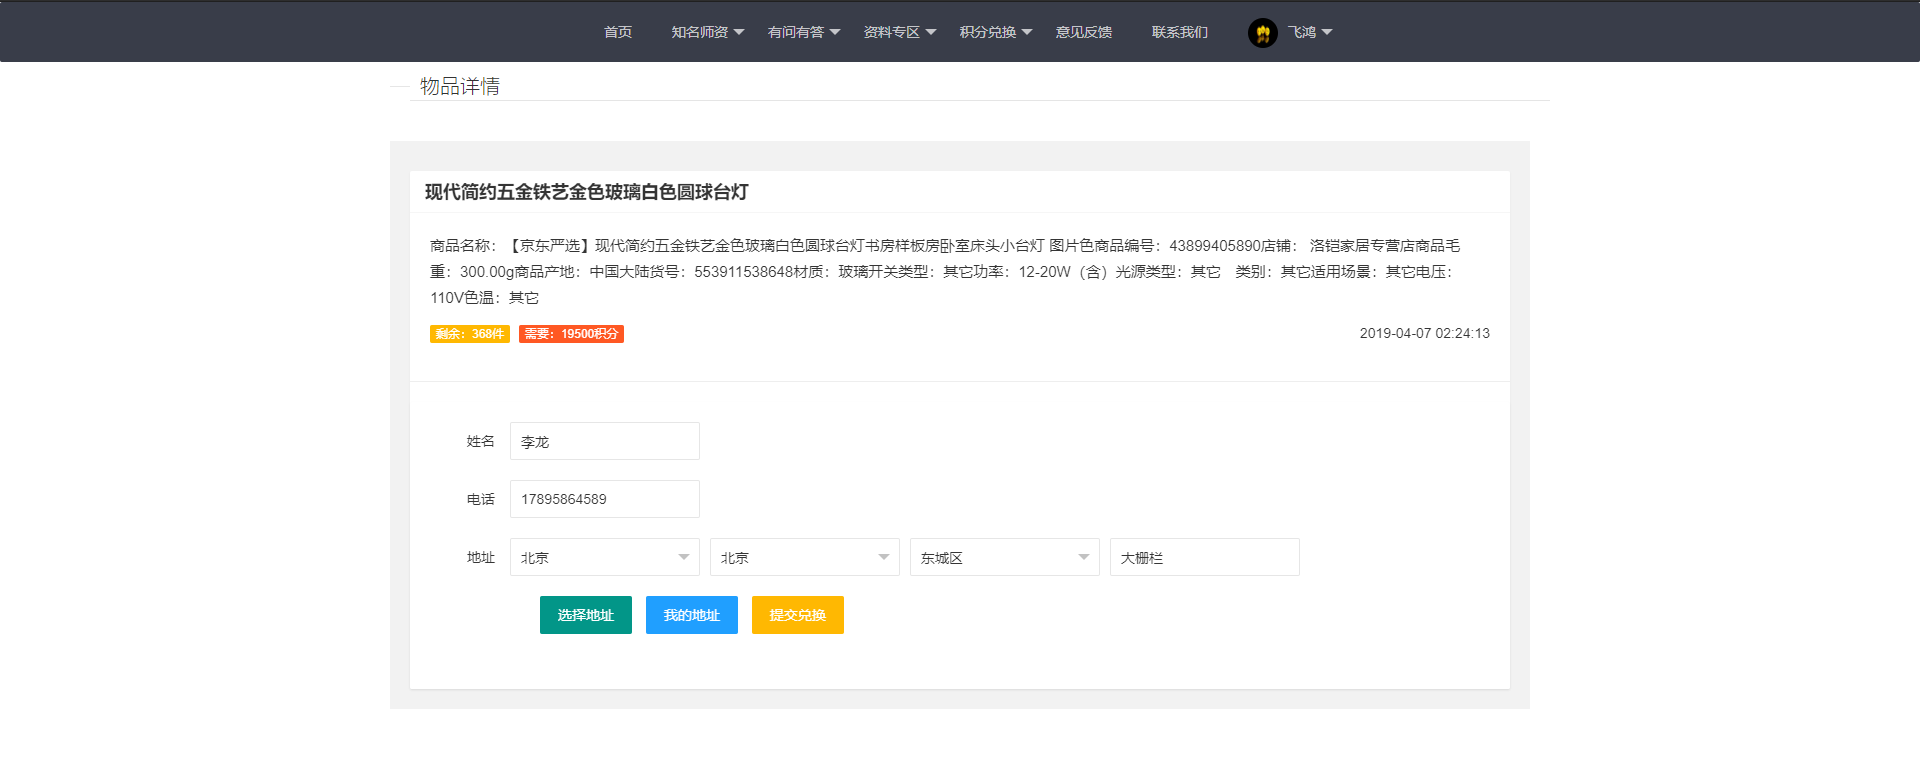 首页 知名师资 有问有答 资料专区 积分兑换 意见反馈 联系我们 飞鸿
物品详情
现代简约五金铁艺金色玻璃白色圆球台灯
商品名称：【京东严选】现代简约五金铁艺金色玻璃白色圆球台灯书房样板房卧室床头小台灯 图片色商品编号：43899405890店铺： 洛铠家居专营店商品毛
重：300.00g商品产地：中国大陆货号：553911538648材质：玻璃开关类型：其它功率：12-20W（含）光源类型：其它　类别：其它适用场景：其它电压：
110V色温：其它
剩余：368件 需要：19500积分 2019-04-07 02:24:13
姓名 李龙
电话 17895864589
地址 北京 北京 东城区 大栅栏
选择地址 我的地址 提交兑换